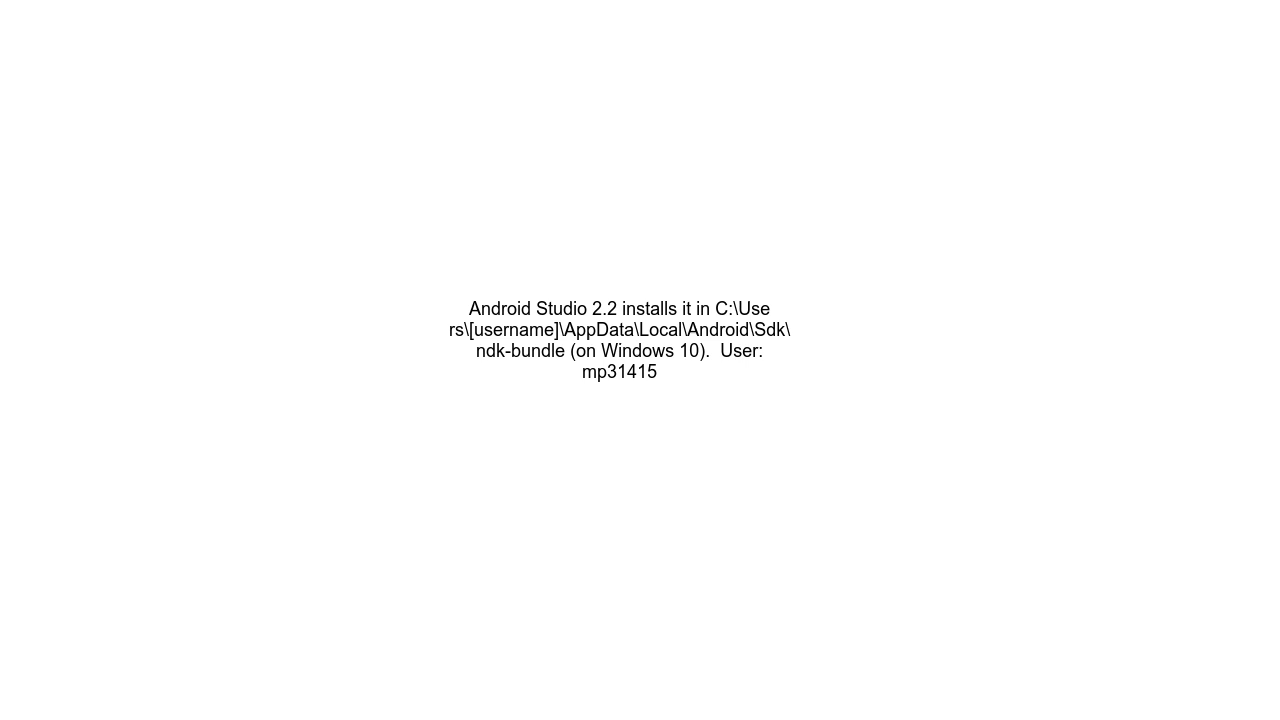 Android Studio 2.2 installs it in C:\Use
rs\[username]\AppData\Local\Android\Sdk\
ndk-bundle (on Windows 10).  User:
mp31415